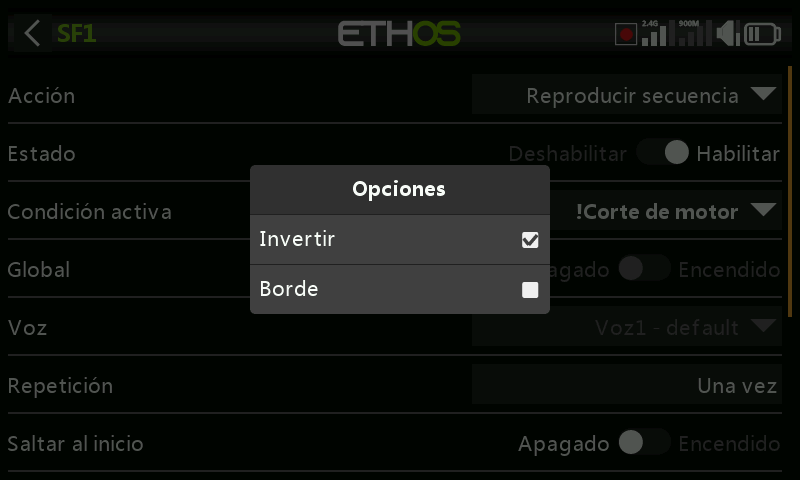 SF1 ETHOS 2.4G 900M
Acción Reproducir secuencia
Estado Deshabilitar Habilitar
Opciones
Condición activa !Corte de motor
Invertir
Global Encendido
Borde
Voz Voz1 - default
Repetición Una vez
Saltar al inicio Apagado Encendido